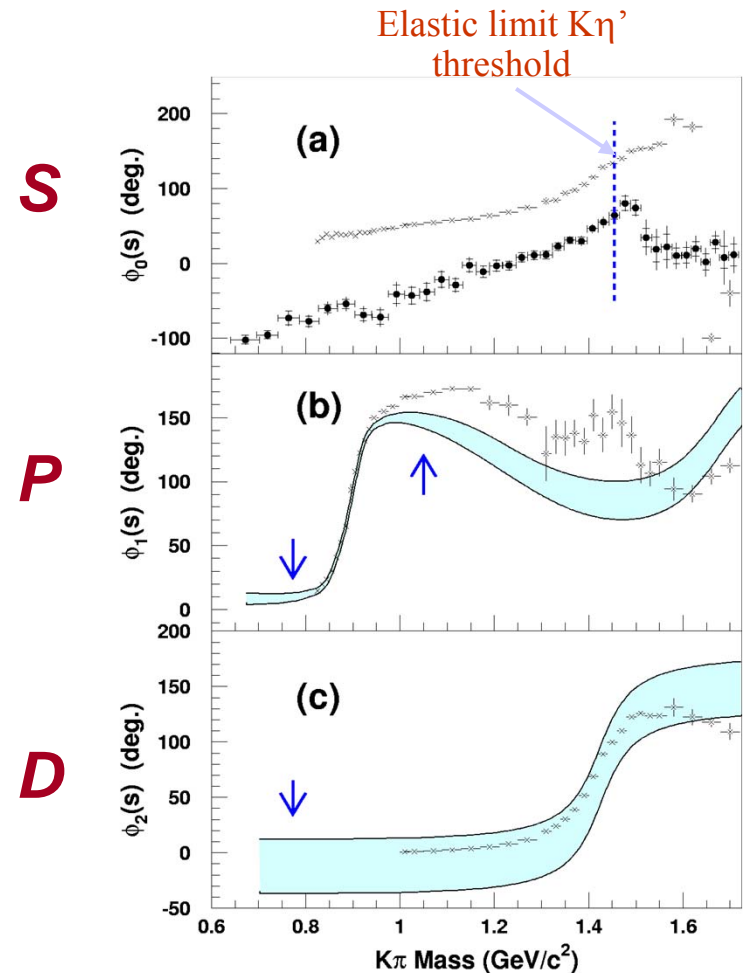 Elastic limit Kη’
threshold
S
ϕ₀(s) (deg.)
200
100
0
-100
(a)
P
ϕ₁(s) (deg.)
150
100
50
0
(b)
D
ϕ₂(s) (deg.)
200
150
100
50
0
-50
(c)
0.6 0.8 1 1.2 1.4 1.6
Kπ Mass (GeV/c²)